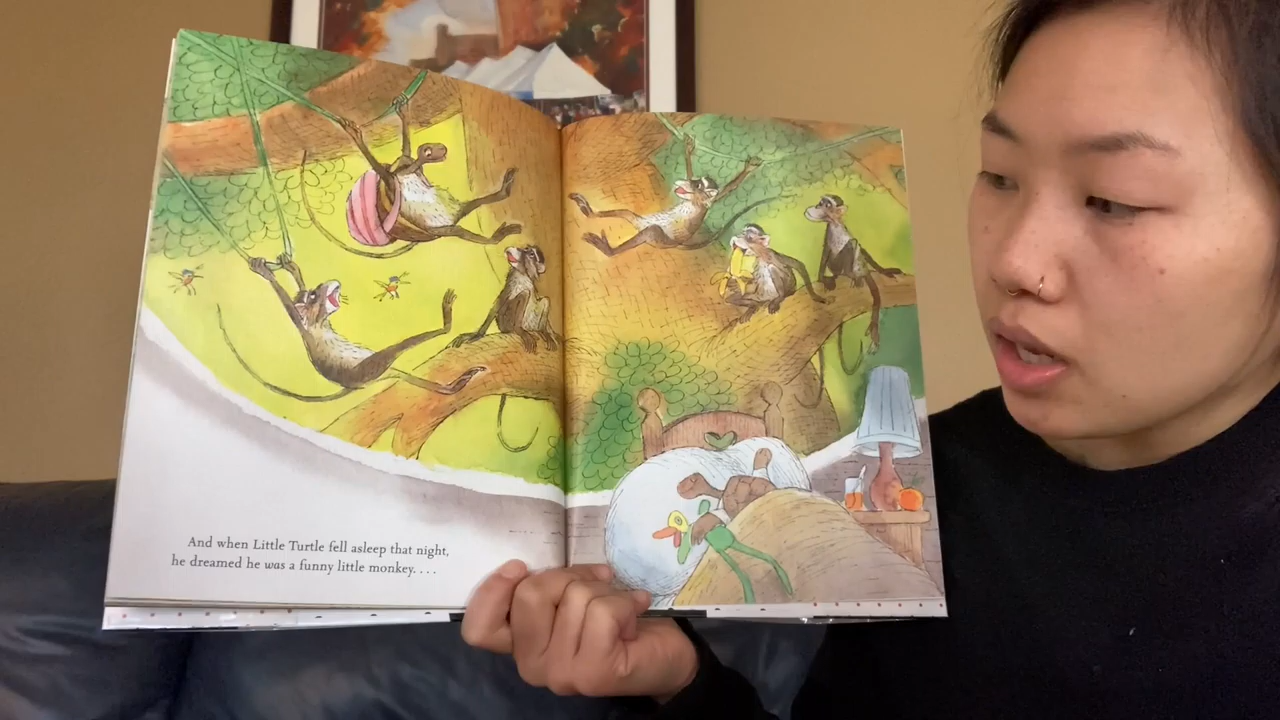 And when Little Turtle fell asleep that night,
he dreamed he was a funny little monkey. . . .